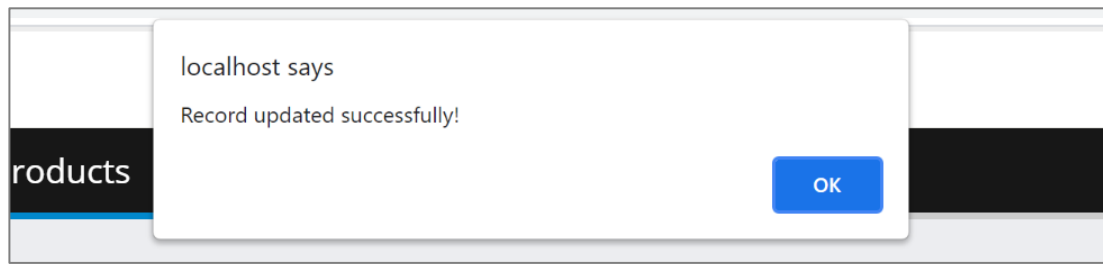 localhost says
Record updated successfully!
roducts
OK